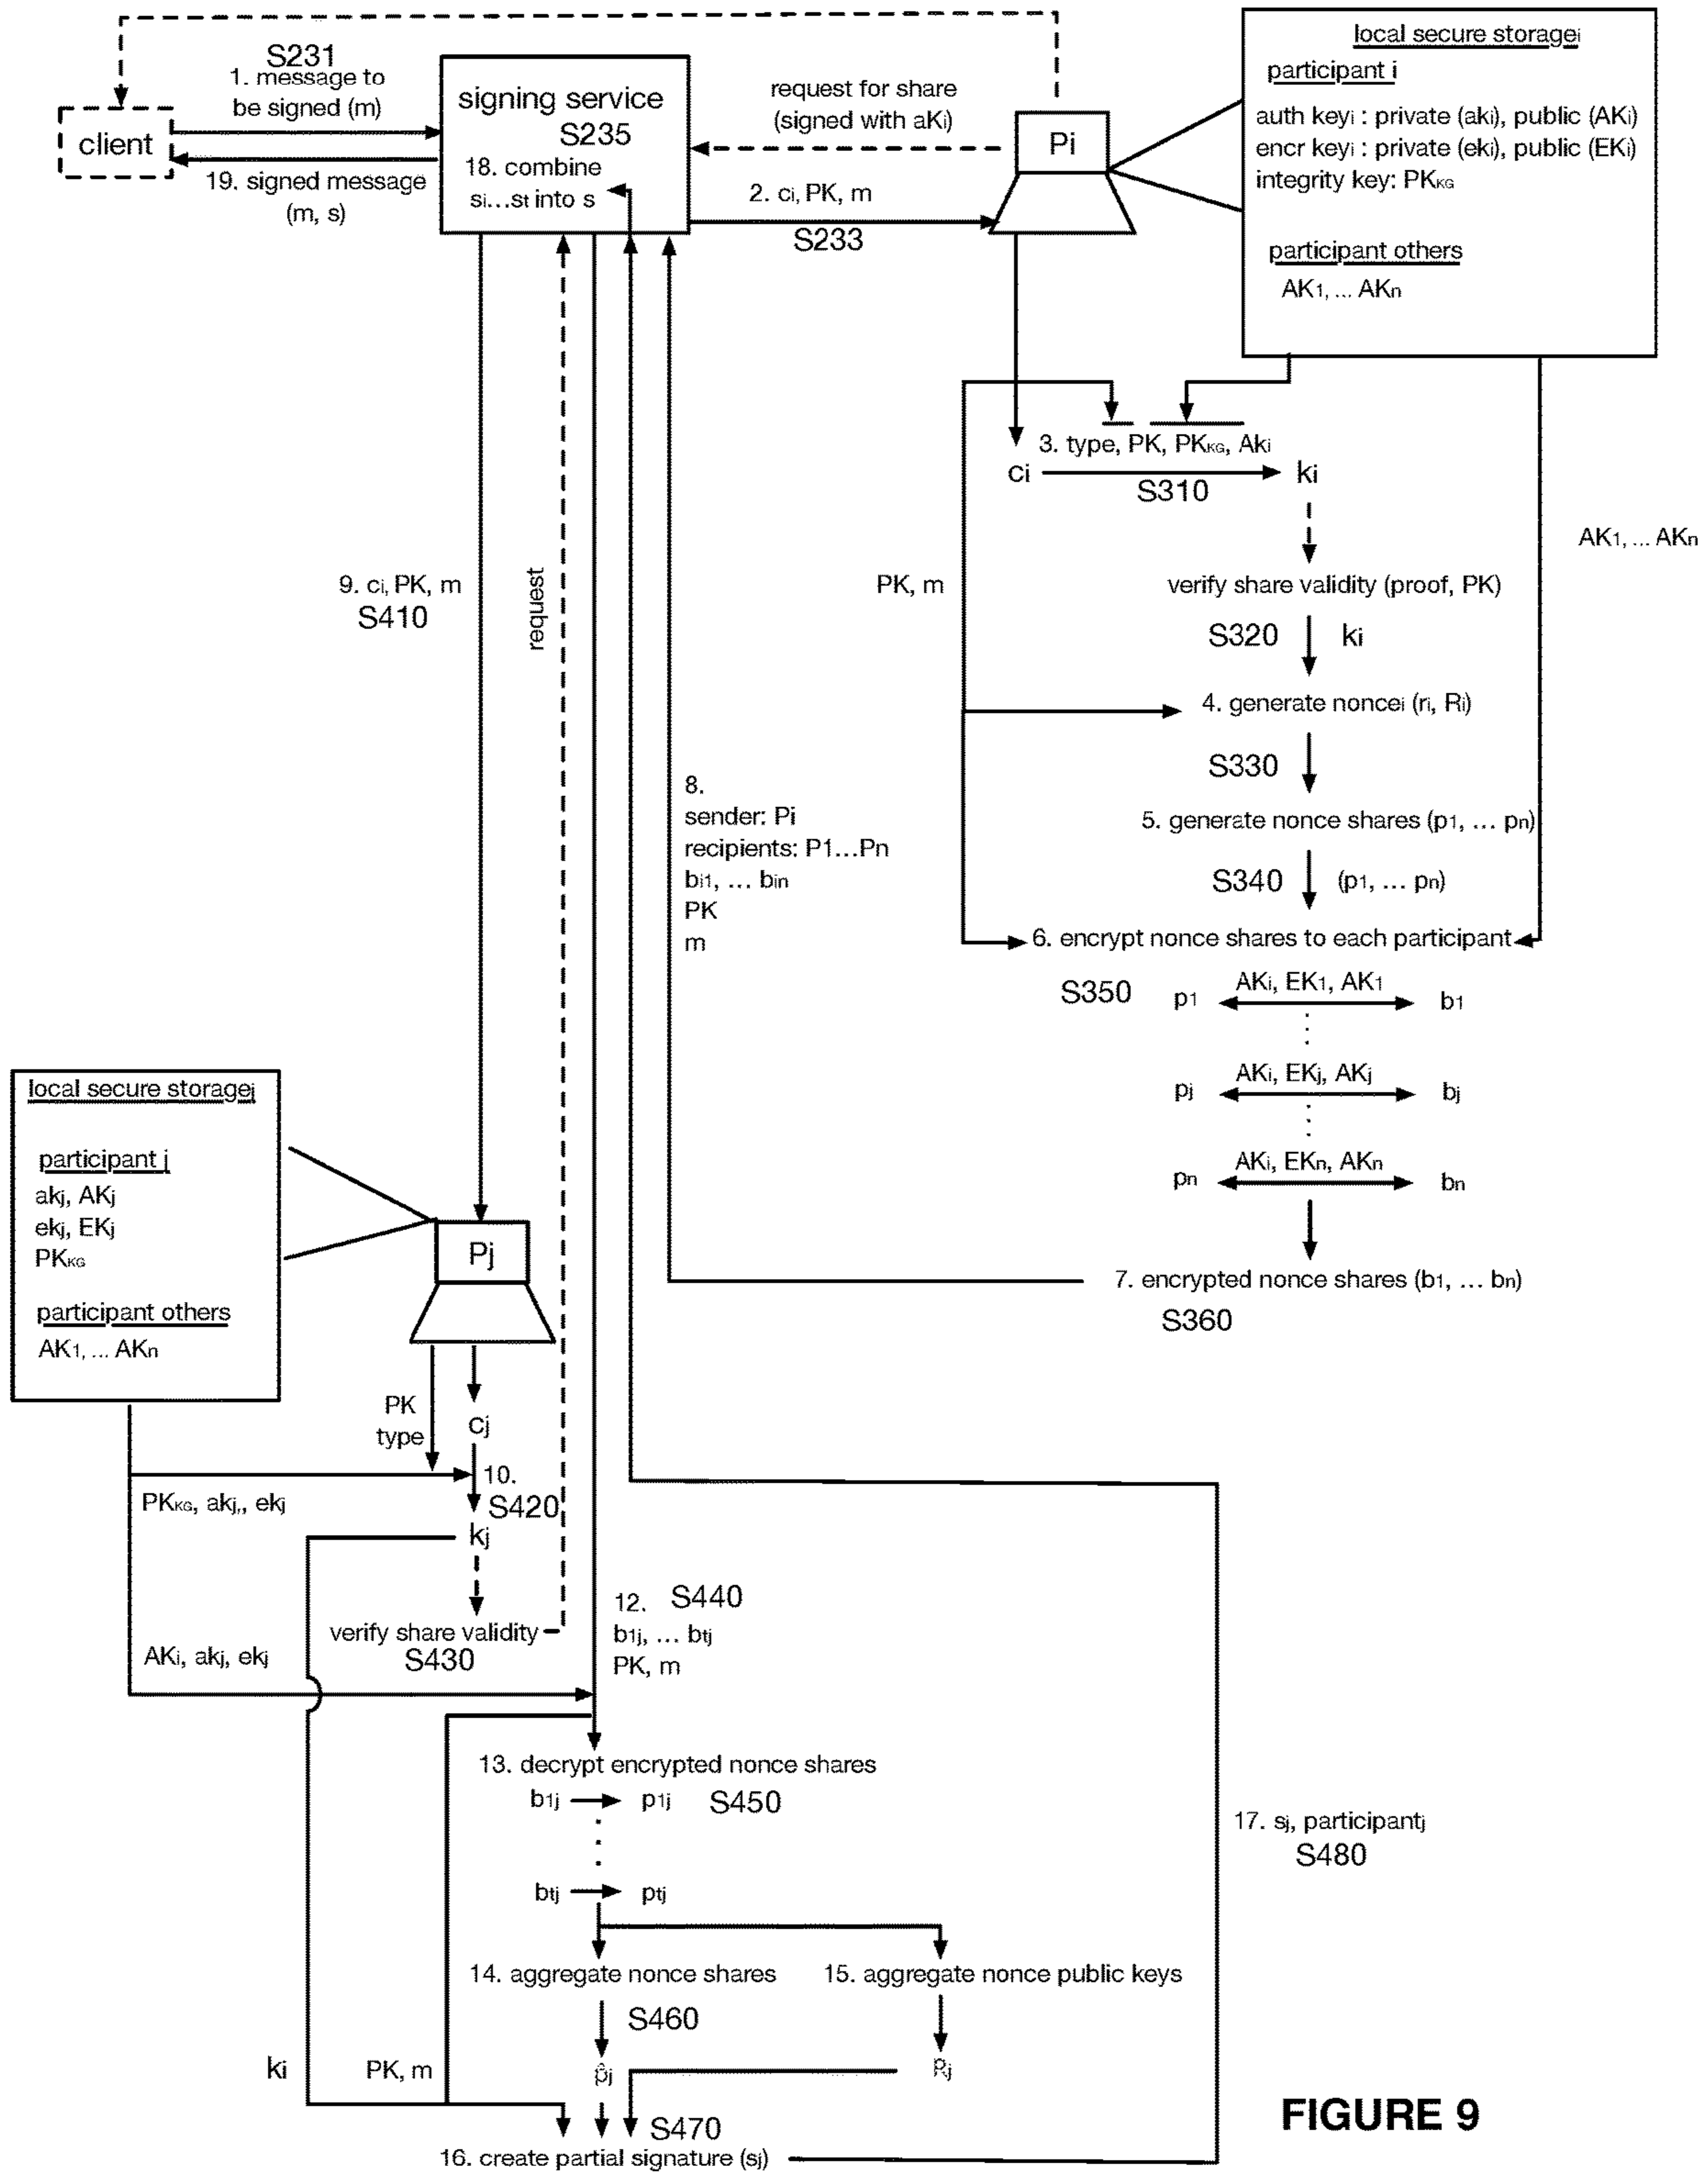 S231
1. message to
be signed (m)
client
19. signed message
(m, s)
signing service
S235
18. combine
si...st into s
request for share
(signed with aKi)
2. ci, PK, m
S233
Pi
local secure storagei
participant i
auth keyi : private (aki), public (AKi)
encr keyi : private (eki), public (EKi)
integrity key: PKKG
participant others
AK1, ... AKn
3. type, PK, PKKG, Aki
ci
ki
S310
AK1, ... AKn
PK, m
verify share validity (proof, PK)
S320
ki
4. generate noncei (ri, Ri)
S330
5. generate nonce shares (p1, ... pn)
S340
(p1, ... pn)
6. encrypt nonce shares to each participant
S350
p1
AKi, EK1, AK1
b1
pj
AKi, EKj, AKj
bj
pn
AKi, EKn, AKn
bn
7. encrypted nonce shares (b1, ... bn)
S360
9. ci, PK, m
S410
request
8.
sender: Pi
recipients: P1...Pn
bi1, ... bin
PK
m
local secure storagej
participant j
akj, AKj
ekj, EKj
PKKG
participant others
AK1, ... AKn
Pj
PK
type
cj
10.
PKKG, akj,, ekj
S420
kj
verify share validity
S430
AKi, akj, ekj
12.
S440
b1j, ... btj
PK, m
13. decrypt encrypted nonce shares
b1j
p1j
S450
btj
ptj
14. aggregate nonce shares
15. aggregate nonce public keys
S460
p̂j
Rj
ki
PK, m
S470
16. create partial signature (sj)
17. sj, participantj
S480
FIGURE 9